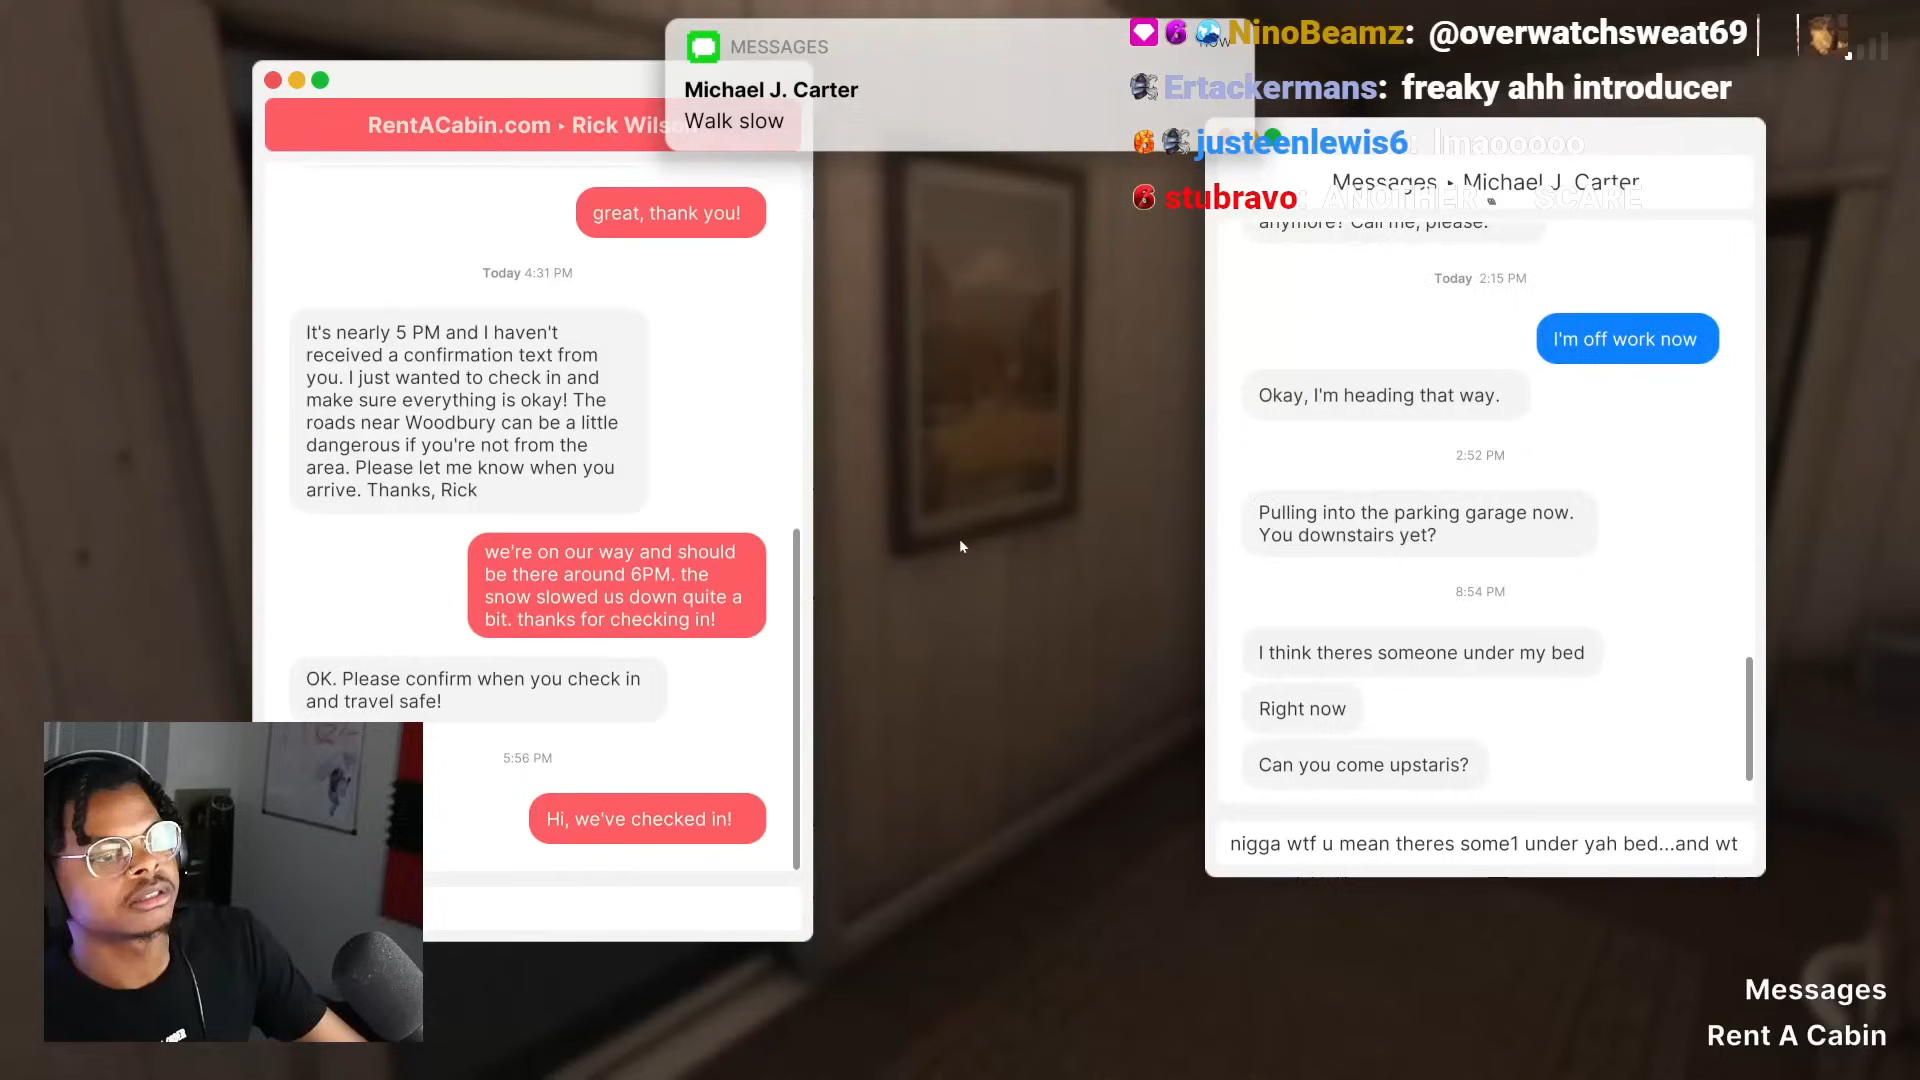 MESSAGES
now
Michael J. Carter
Walk slow
NinoBeamz: @overwatchsweat69
Ertackermans: freaky ahh introducer
justeenlewis6: lmaooooo
stubravo: ANOTHER SCARE
RentACabin.com ▸ Rick Wils
great, thank you!
Today 4:31 PM
It's nearly 5 PM and I haven't
received a confirmation text from
you. I just wanted to check in and
make sure everything is okay! The
roads near Woodbury can be a little
dangerous if you're not from the
area. Please let me know when you
arrive. Thanks, Rick
we're on our way and should
be there around 6PM. the
snow slowed us down quite a
bit. thanks for checking in!
OK. Please confirm when you check in
and travel safe!
5:56 PM
Hi, we've checked in!
Messages ▸ Michael J. Carter
anymore? Call me, please.
Today 2:15 PM
I'm off work now
Okay, I'm heading that way.
2:52 PM
Pulling into the parking garage now.
You downstairs yet?
8:54 PM
I think theres someone under my bed
Right now
Can you come upstaris?
nigga wtf u mean theres some1 under yah bed...and wt
Messages
Rent A Cabin